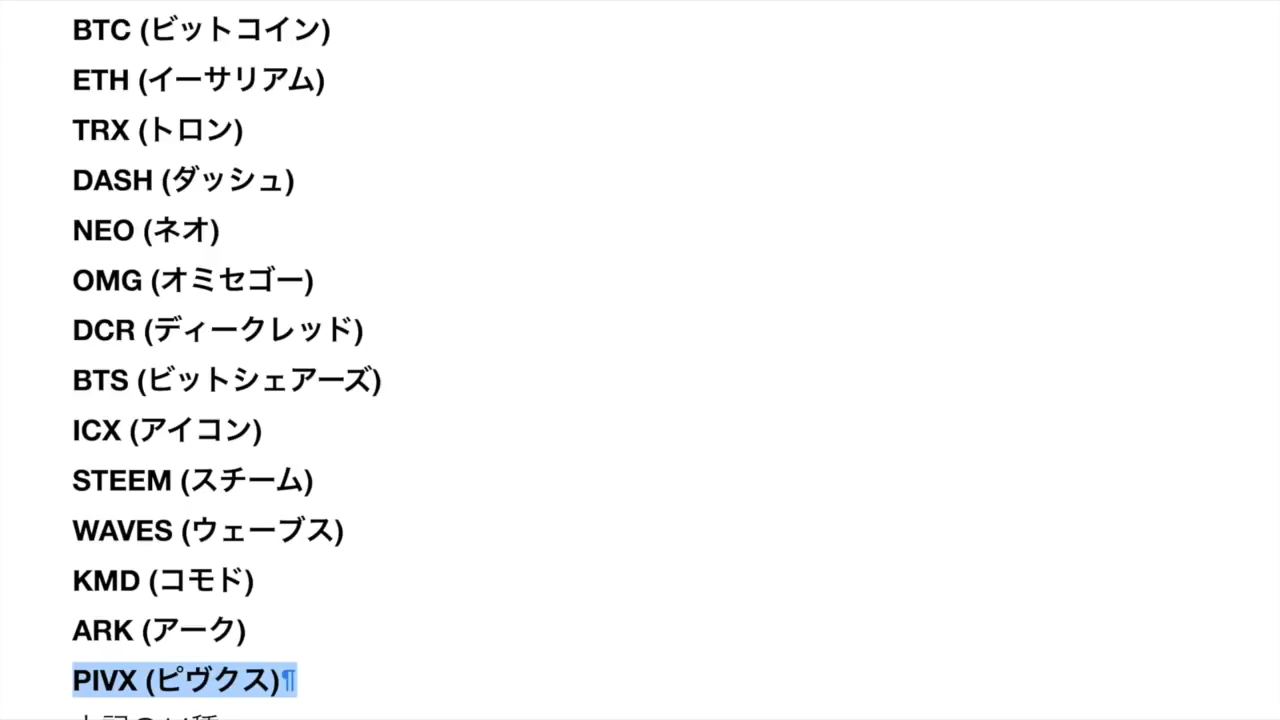 BTC (ビットコイン)
ETH (イーサリアム)
TRX (トロン)
DASH (ダッシュ)
NEO (ネオ)
OMG (オミセゴー)
DCR (ディークレッド)
BTS (ビットシェアーズ)
ICX (アイコン)
STEEM (スチーム)
WAVES (ウェーブス)
KMD (コモド)
ARK (アーク)
PIVX (ピヴクス)¶